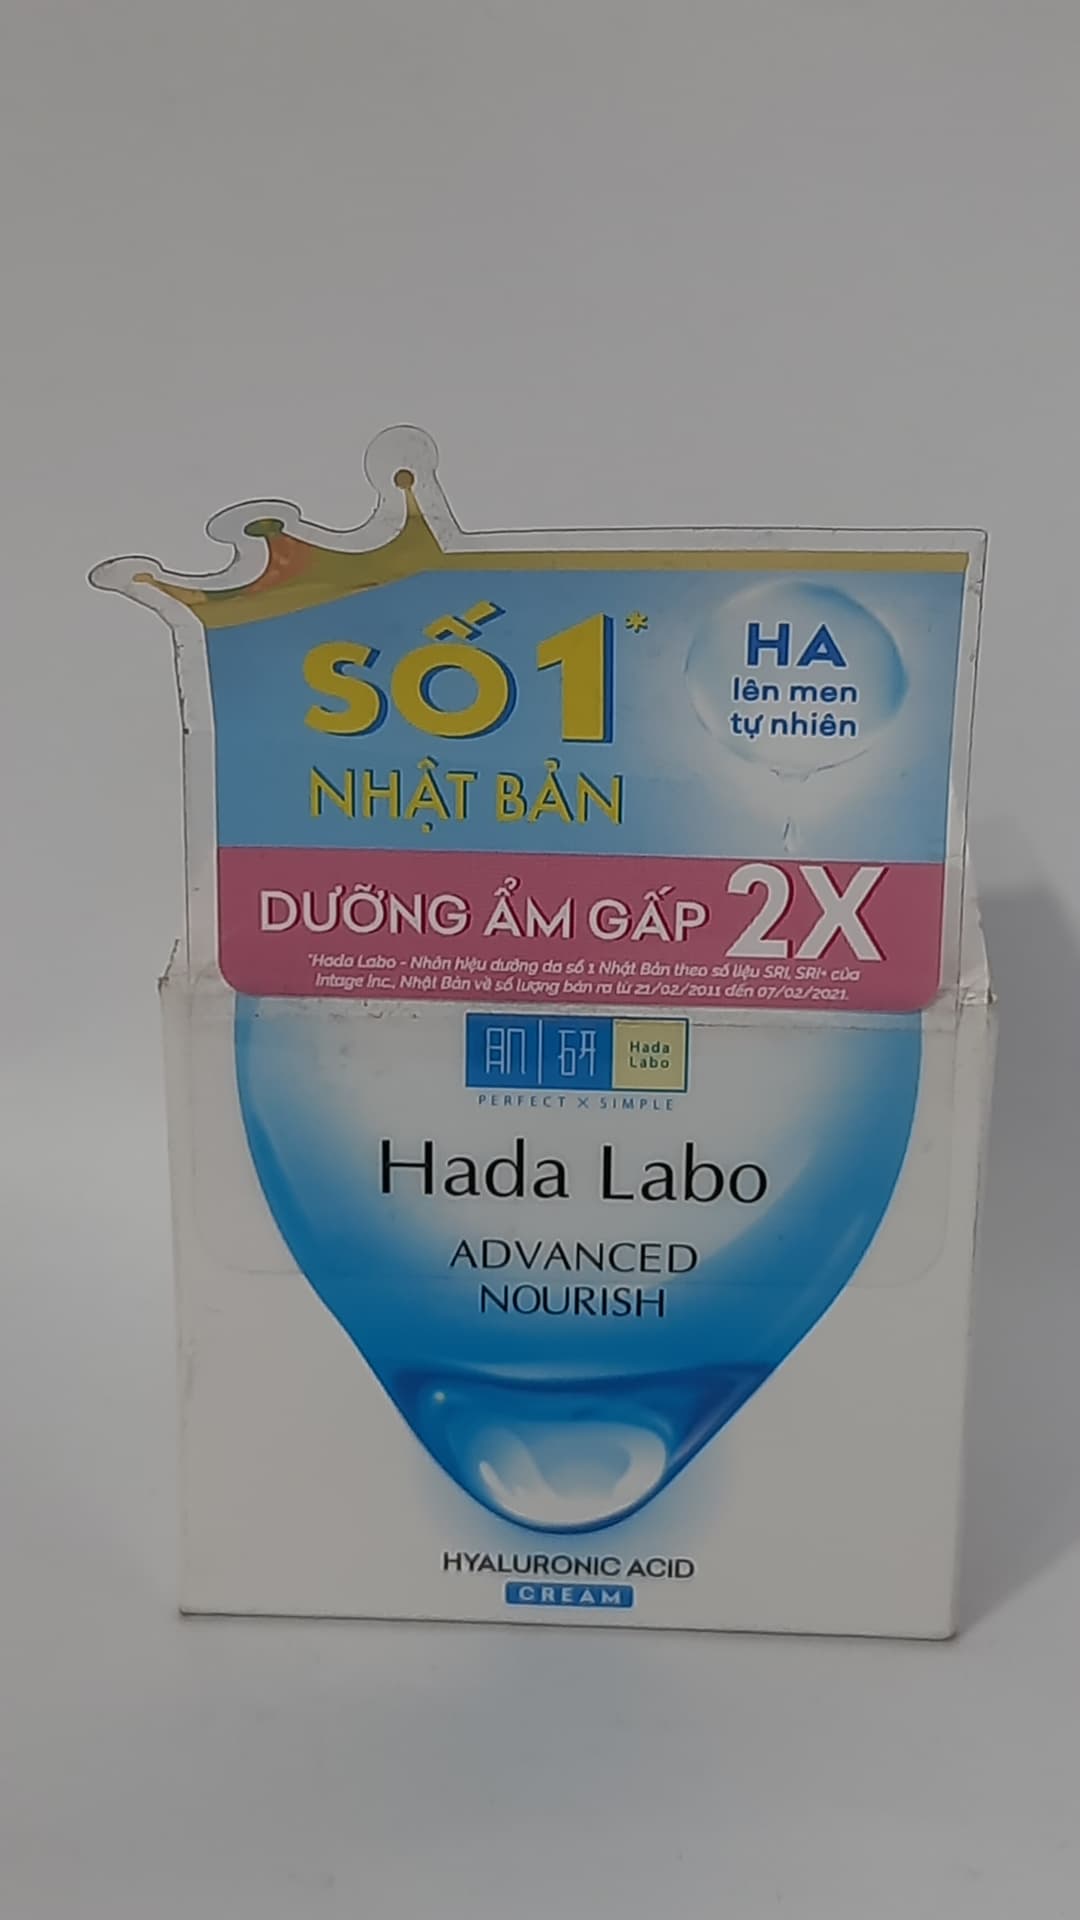 SỐ 1*
NHẬT BẢN
HA
lên men
tự nhiên
DƯỠNG ẨM GẤP 2X
*Hada Labo - Nhãn hiệu dưỡng da số 1 Nhật Bản theo số liệu SRI, SRI+ của
Intage Inc., Nhật Bản về số lượng bán ra từ 21/02/2011 đến 07/02/2021.
肌研
Hada
Labo
PERFECT X SIMPLE
Hada Labo
ADVANCED
NOURISH
HYALURONIC ACID
CREAM